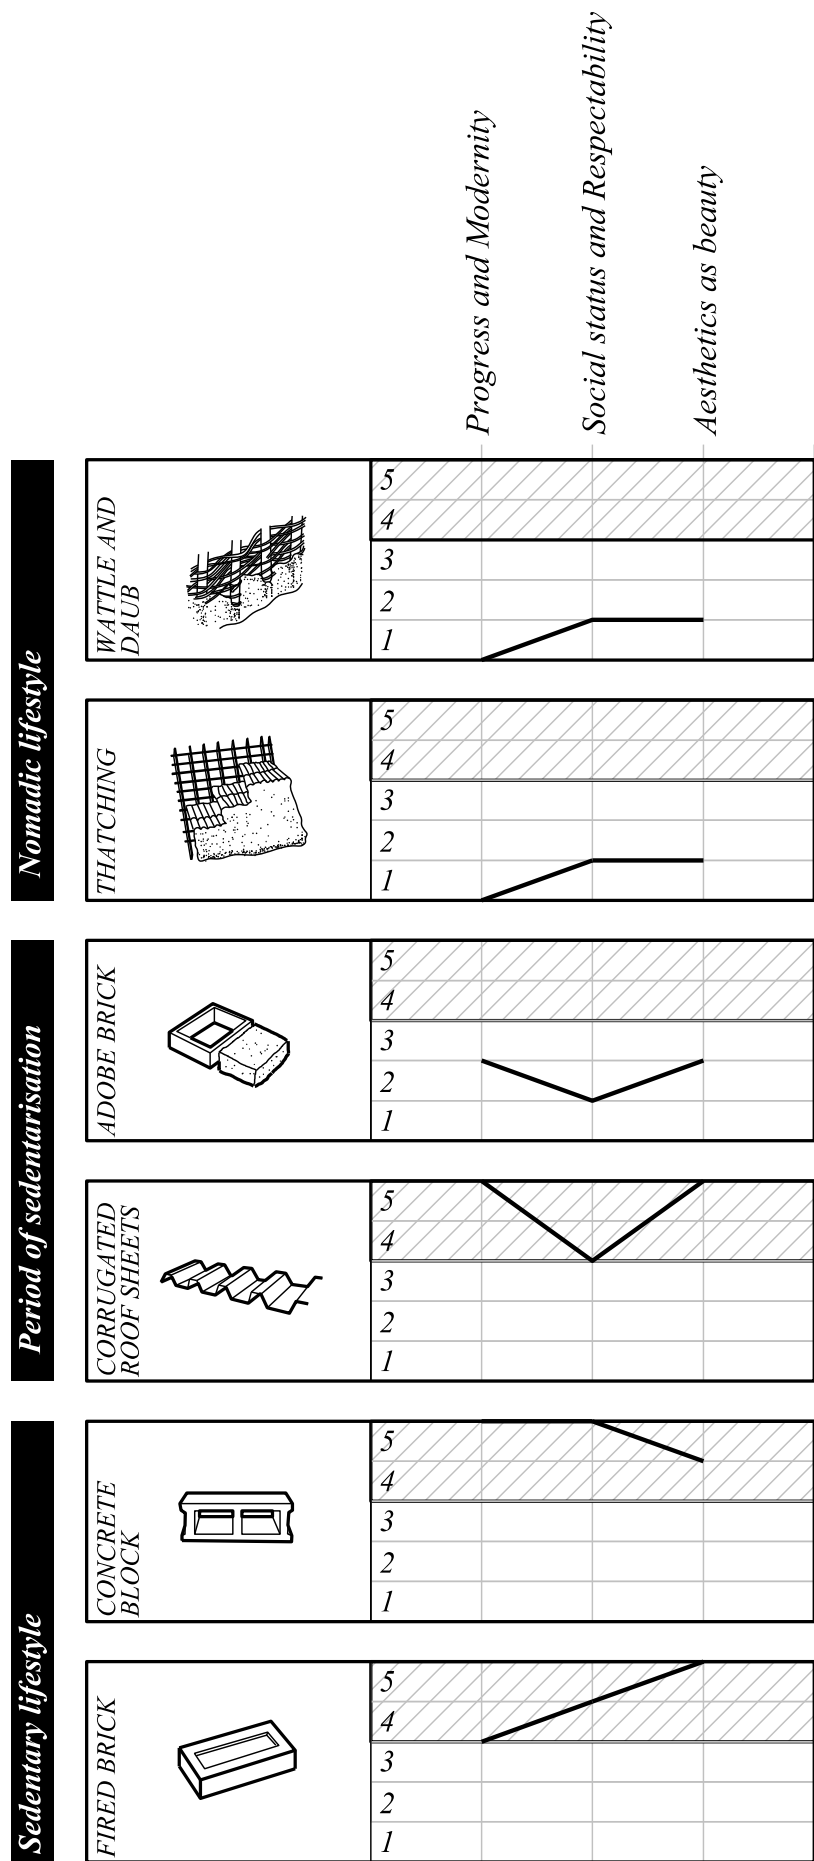 Progress and Modernity
Social status and Respectability
Aesthetics as beauty
Nomadic lifestyle
WATTLE AND
DAUB
5
4
3
2
1
THATCHING
5
4
3
2
1
Period of sedentarisation
ADOBE BRICK
5
4
3
2
1
CORRUGATED
ROOF SHEETS
5
4
3
2
1
Sedentary lifestyle
CONCRETE
BLOCK
5
4
3
2
1
FIRED BRICK
5
4
3
2
1